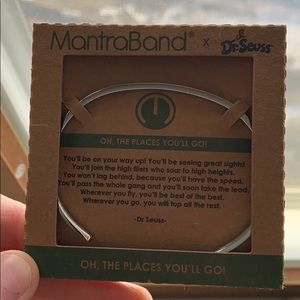 MantraBand® x Dr. Seuss
OH, THE PLACES YOU'LL GO!
You'll be on your way up! You'll be seeing great sights!
You'll join the high fliers who soar to high heights.
You won't lag behind, because you'll have the speed.
You'll pass the whole gang and you'll soon take the lead.
Wherever you fly, you'll be the best of the best.
Wherever you go, you will top all the rest.
-Dr Seuss-
OH, THE PLACES YOU'LL GO!